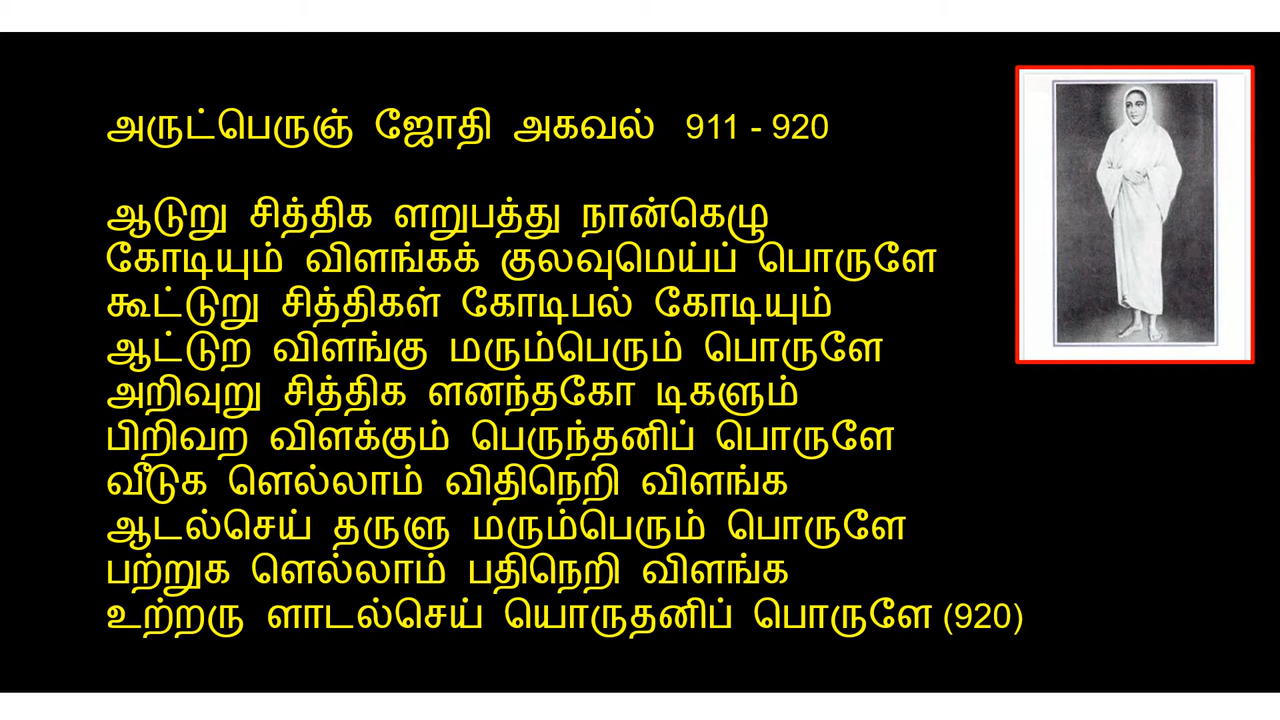 அருட்பெருஞ் ஜோதி அகவல் 911 - 920
ஆடுறு சித்திக ளறுபத்து நான்கெழு
கோடியும் விளங்கக் குலவுமெய்ப் பொருளே
கூட்டுறு சித்திகள் கோடிபல் கோடியும்
ஆட்டுற விளங்கு மரும்பெரும் பொருளே
அறிவுறு சித்திக ளனந்தகோ டிகளும்
பிறிவற விளக்கும் பெருந்தனிப் பொருளே
வீடுக ளெல்லாம் விதிநெறி விளங்க
ஆடல்செய் தருளு மரும்பெரும் பொருளே
பற்றுக ளெல்லாம் பதிநெறி விளங்க
உற்றரு ளாடல்செய் யொருதனிப் பொருளே (920)